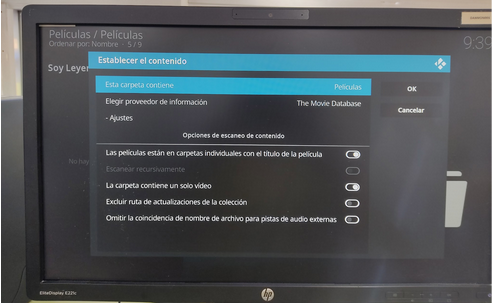 Películas / Películas
Ordenar por: Nombre · 5 / 9
9:39
Soy Leyen
Establecer el contenido
Esta carpeta contiene Películas
OK
Elegir proveedor de información The Movie Database
Cancelar
- Ajustes
Opciones de escaneo de contenido
Las películas están en carpetas individuales con el título de la película
No hay
Escanear recursivamente
La carpeta contiene un solo vídeo
Excluir ruta de actualizaciones de la colección
Omitir la coincidencia de nombre de archivo para pistas de audio externas
EliteDisplay E221c
hp